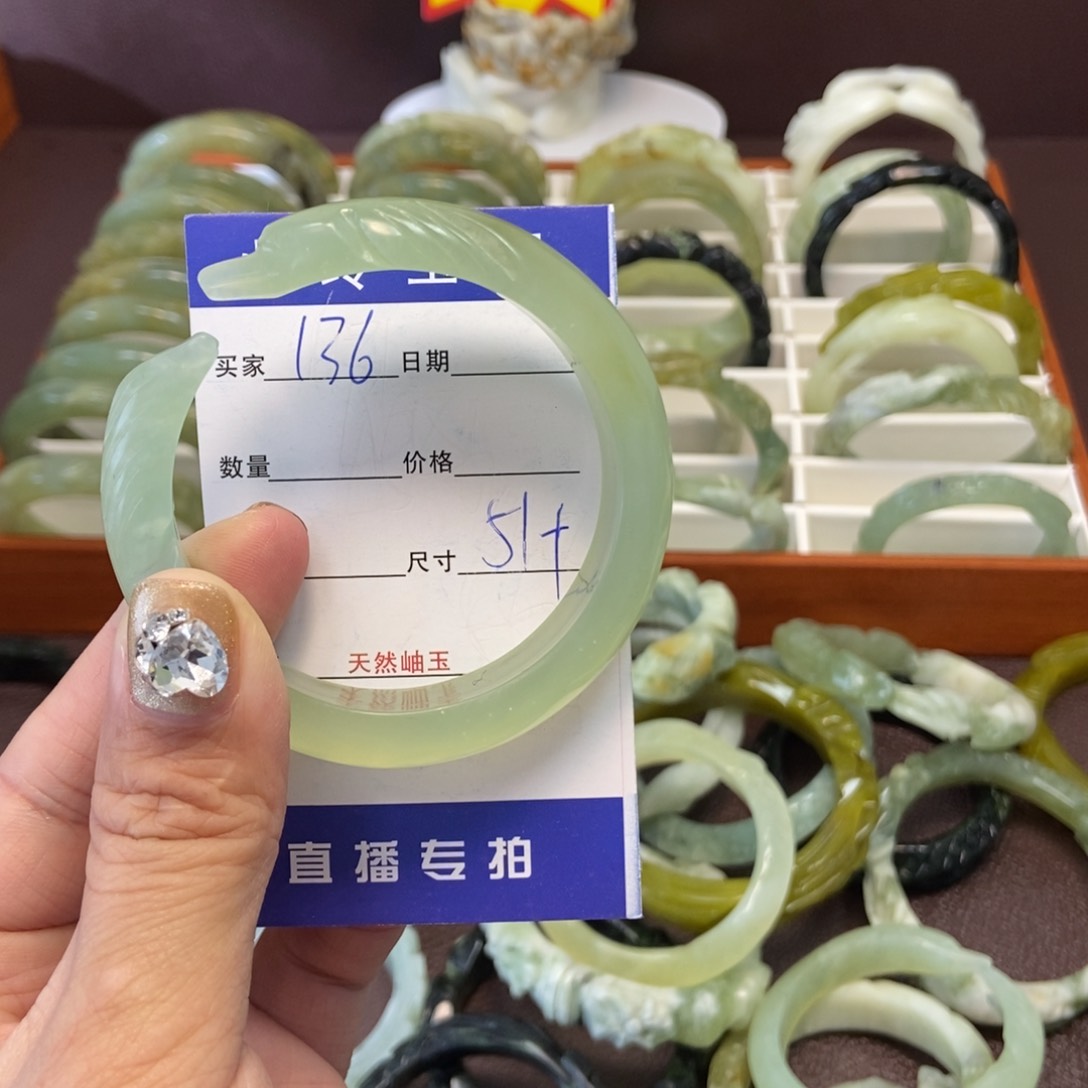 买家 136 日期
数量 价格
尺寸 51+
天然岫玉
直播专拍